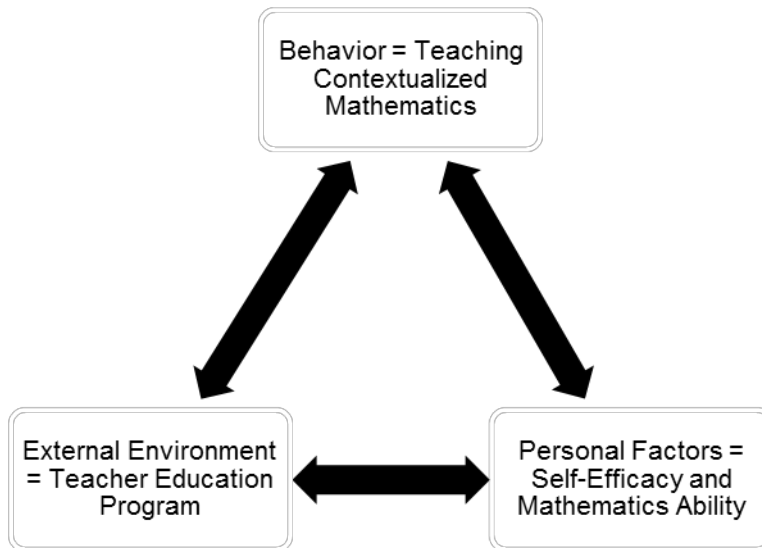 Behavior = Teaching
Contextualized
Mathematics
External Environment
= Teacher Education
Program
Personal Factors =
Self-Efficacy and
Mathematics Ability